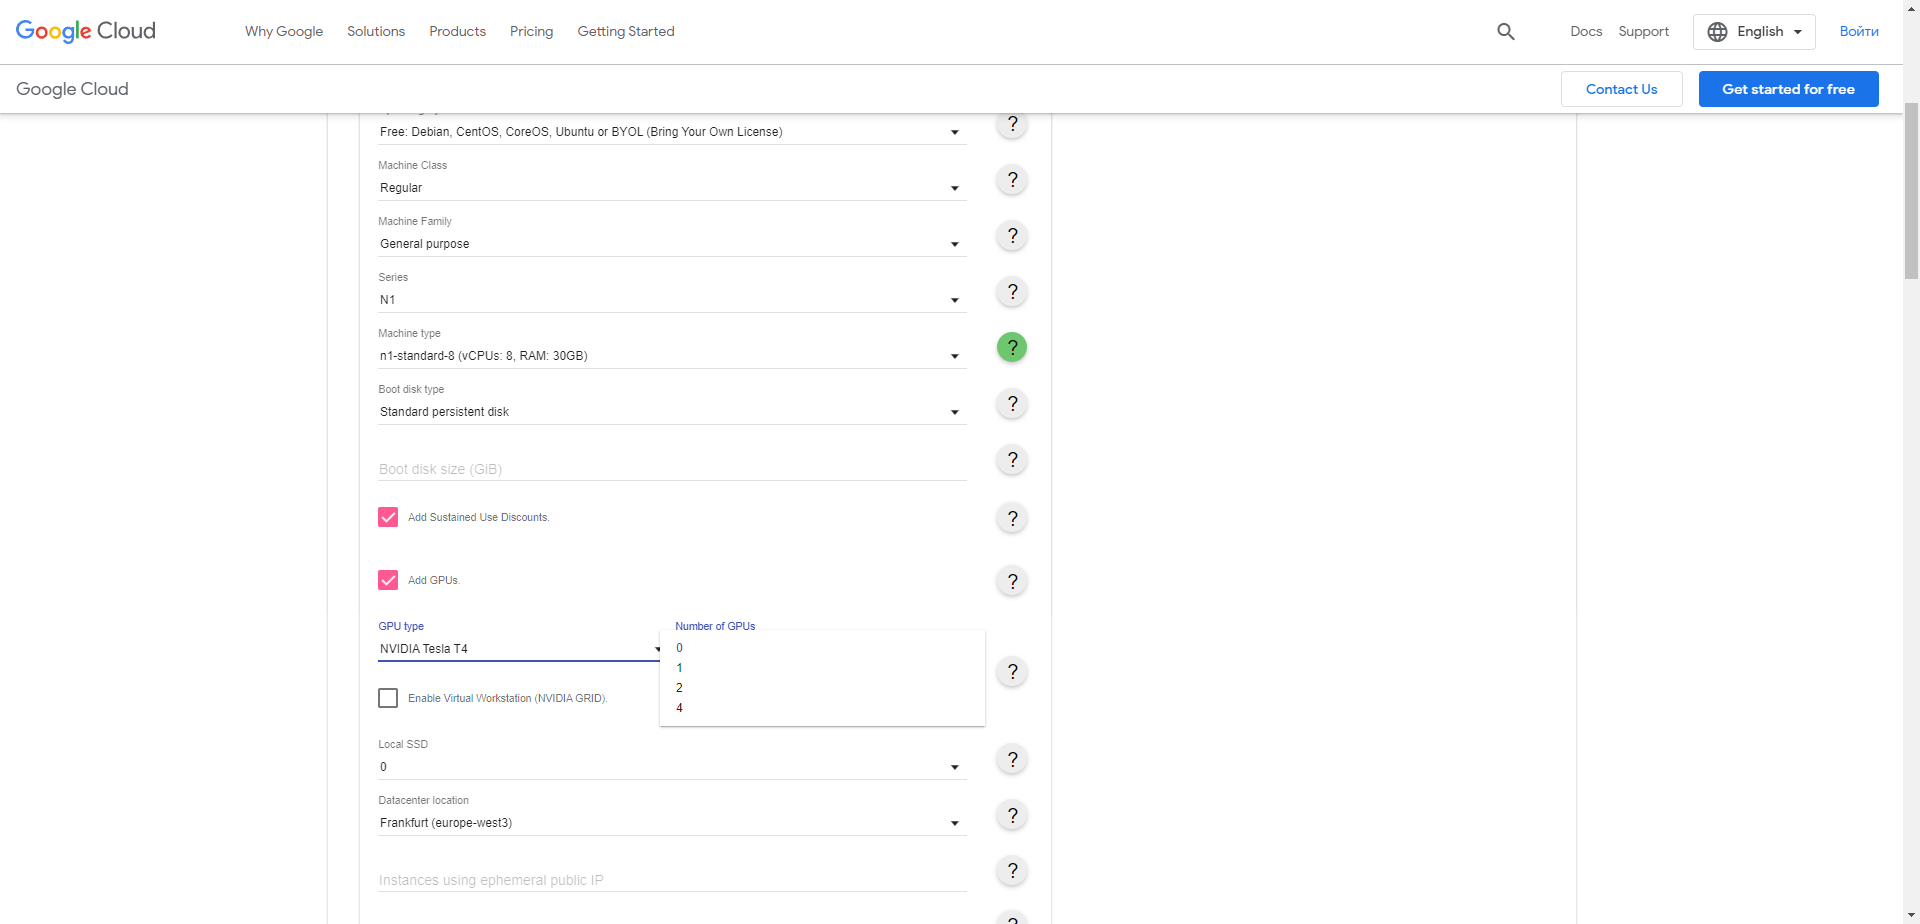 Google Cloud
Why Google
Solutions
Products
Pricing
Getting Started
Docs
Support
English
Войти
Google Cloud
Contact Us
Get started for free
Free: Debian, CentOS, CoreOS, Ubuntu or BYOL (Bring Your Own License)
?
Machine Class
Regular
?
Machine Family
General purpose
?
Series
N1
?
Machine type
n1-standard-8 (vCPUs: 8, RAM: 30GB)
?
Boot disk type
Standard persistent disk
?
Boot disk size (GiB)
?
Add Sustained Use Discounts.
?
Add GPUs.
?
GPU type
NVIDIA Tesla T4
Number of GPUs
0
1
2
4
?
Enable Virtual Workstation (NVIDIA GRID).
Local SSD
0
?
Datacenter location
Frankfurt (europe-west3)
?
Instances using ephemeral public IP
?
?